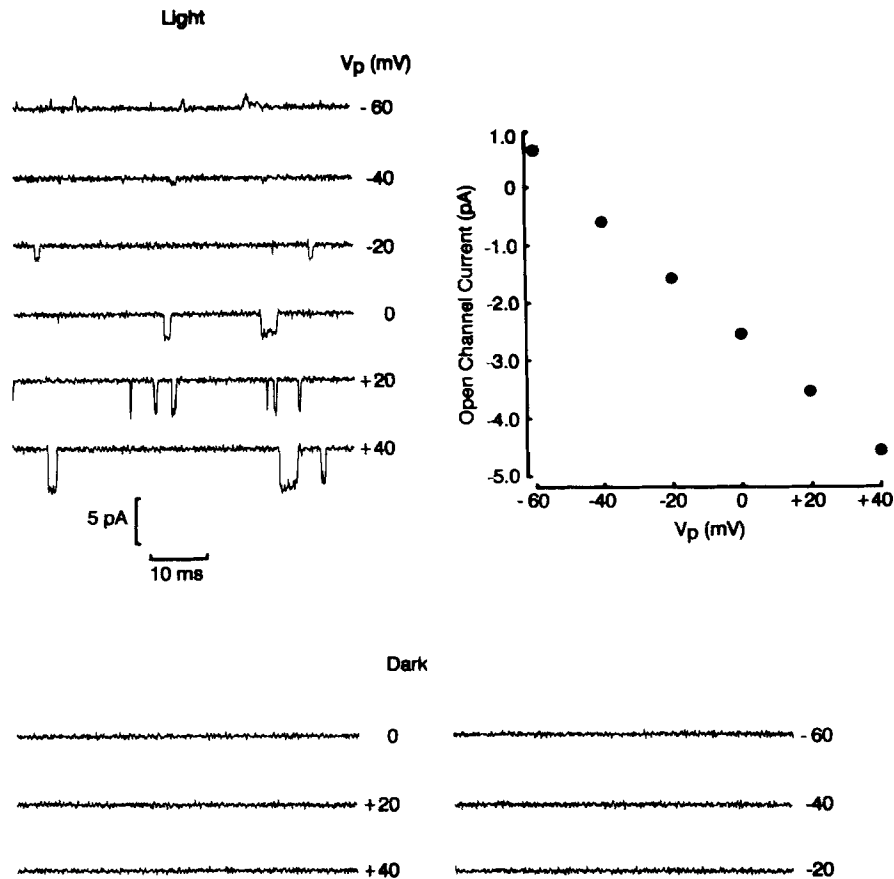 Light
Vp (mV)
- 60
-40
-20
0
+20
+40
5 pA
10 ms
Open Channel Current (pA)
1.0
0
-1.0
-2.0
-3.0
-4.0
-5.0
- 60 -40 -20 0 +20 +40
Vp (mV)
Dark
0 - 60
+20 -40
+40 -20